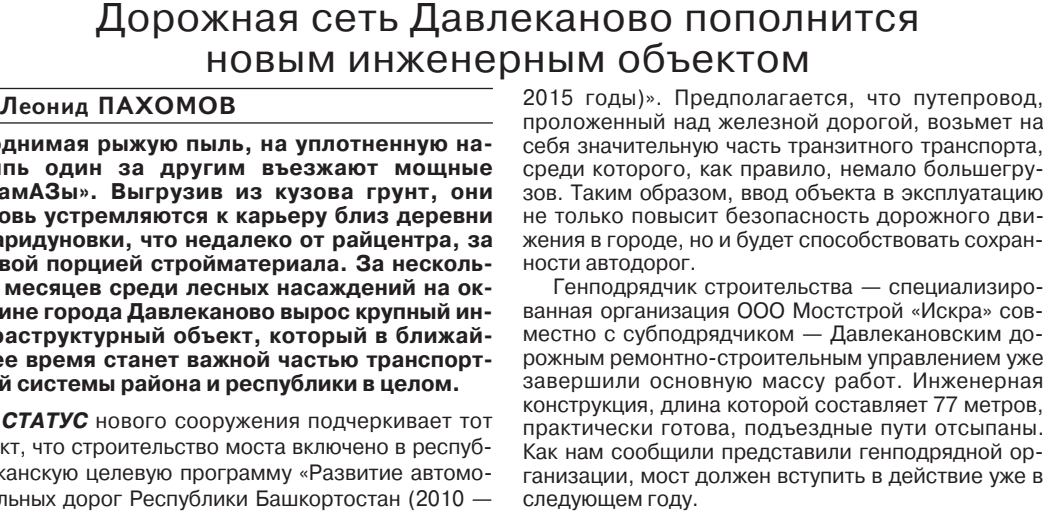 Дорожная сеть Давлеканово пополнится
новым инженерным объектом
Леонид ПАХОМОВ
однимая рыжую пыль, на уплотненную на-
пь один за другим въезжают мощные
амАЗы». Выгрузив из кузова грунт, они
овь устремляются к карьеру близ деревни
аридуновки, что недалеко от райцентра, за
вой порцией стройматериала. За несколь-
месяцев среди лесных насаждений на ок-
ине города Давлеканово вырос крупный ин-
раструктурный объект, который в ближай-
ее время станет важной частью транспорт-
й системы района и республики в целом.
СТАТУС нового сооружения подчеркивает тот
кт, что строительство моста включено в респуб-
канскую целевую программу «Развитие автомо-
льных дорог Республики Башкортостан (2010 —
2015 годы)». Предполагается, что путепровод,
проложенный над железной дорогой, возьмет на
себя значительную часть транзитного транспорта,
среди которого, как правило, немало большегру-
зов. Таким образом, ввод объекта в эксплуатацию
не только повысит безопасность дорожного дви-
жения в городе, но и будет способствовать сохран-
ности автодорог.
Генподрядчик строительства — специализиро-
ванная организация ООО Мостстрой «Искра» сов-
местно с субподрядчиком — Давлекановским до-
рожным ремонтно-строительным управлением уже
завершили основную массу работ. Инженерная
конструкция, длина которой составляет 77 метров,
практически готова, подъездные пути отсыпаны.
Как нам сообщили представили генподрядной ор-
ганизации, мост должен вступить в действие уже в
следующем году.